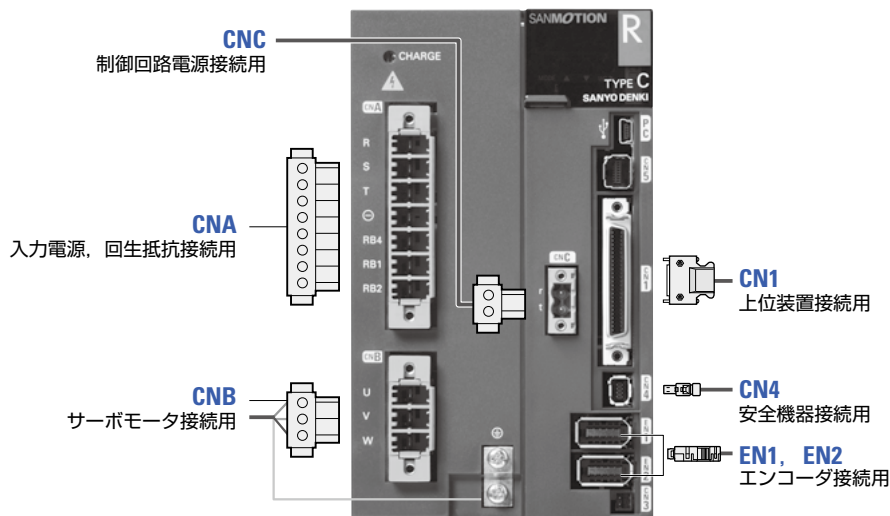 CNC
制御回路電源接続用
CNA
入力電源，回生抵抗接続用
CNB
サーボモータ接続用
CHARGE
CNA
R
S
T
⊖
RB4
RB1
RB2
CNB
U
V
W
CNC
r
t
SANMOTION
R
TYPE C
SANYO DENKI
PC
CN5
CN1
CN4
EN1
EN2
CN3
CN1
上位装置接続用
CN4
安全機器接続用
EN1，EN2
エンコーダ接続用